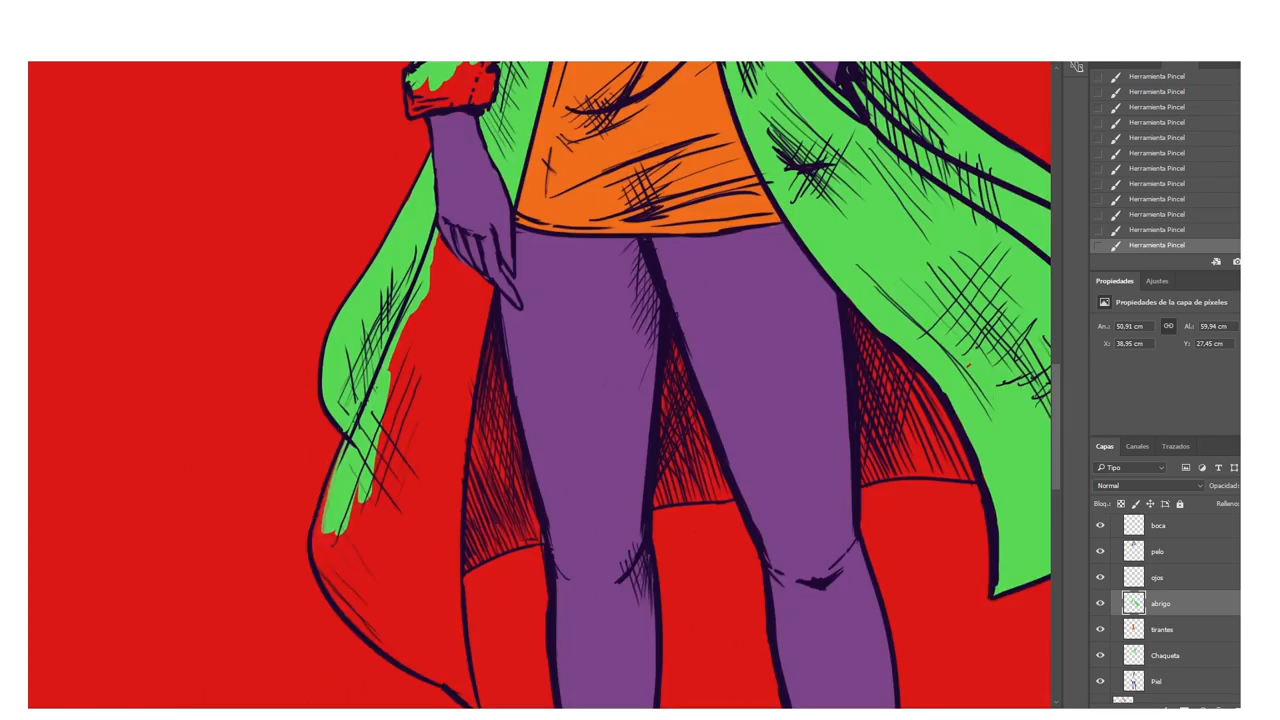 Herramienta Pincel
Herramienta Pincel
Herramienta Pincel
Herramienta Pincel
Herramienta Pincel
Herramienta Pincel
Herramienta Pincel
Herramienta Pincel
Herramienta Pincel
Herramienta Pincel
Herramienta Pincel
Herramienta Pincel
Propiedades Ajustes
Propiedades de la capa de píxeles
An.: 50,91 cm AL: 59,94 cm
X: 38,95 cm Y: 27,45 cm
Capas Canales Trazados
Tipo T
Normal Opacidad:
Bloq.: Relleno:
boca
pelo
ojos
abrigo
tirantes
Chaqueta
Piel